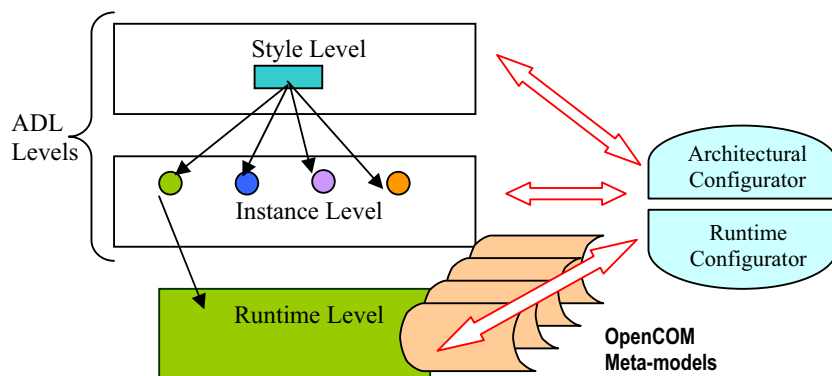 Style Level
ADL
Levels
Instance Level
Architectural
Configurator
Runtime
Configurator
Runtime Level
OpenCOM
Meta-models